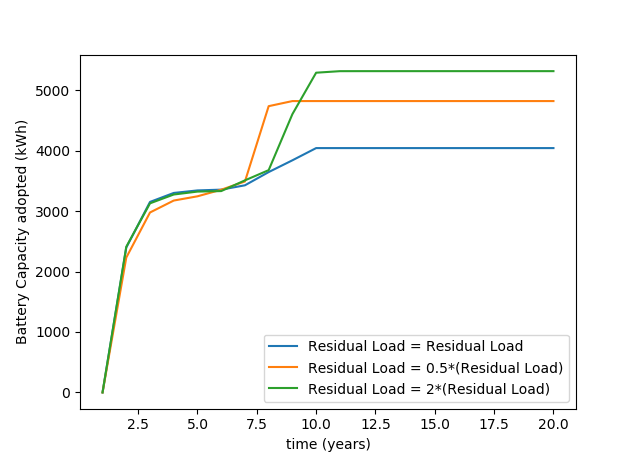 Battery Capacity adopted (kWh)
5000
4000
3000
2000
1000
0
Residual Load = Residual Load
Residual Load = 0.5*(Residual Load)
Residual Load = 2*(Residual Load)
2.5 5.0 7.5 10.0 12.5 15.0 17.5 20.0
time (years)